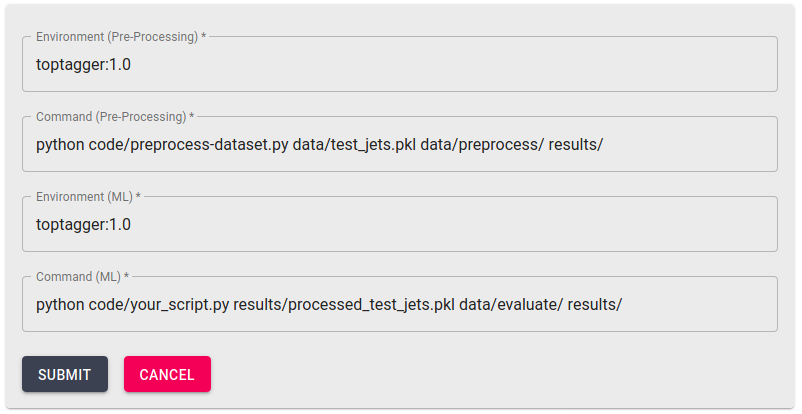 Environment (Pre-Processing) *
toptagger:1.0
Command (Pre-Processing) *
python code/preprocess-dataset.py data/test_jets.pkl data/preprocess/ results/
Environment (ML) *
toptagger:1.0
Command (ML) *
python code/your_script.py results/processed_test_jets.pkl data/evaluate/ results/
SUBMIT CANCEL